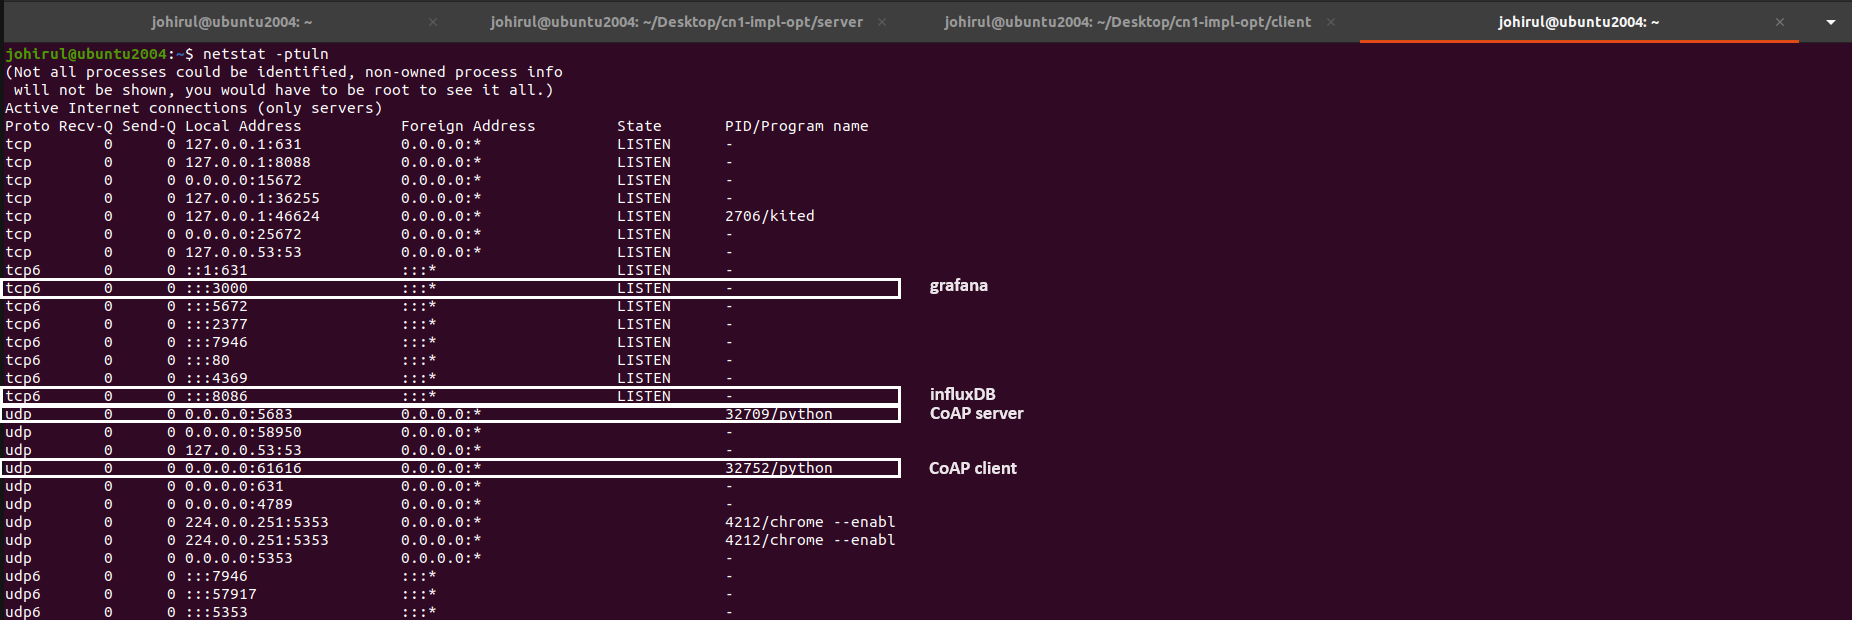 johirul@ubuntu2004: ~ × johirul@ubuntu2004: ~/Desktop/cn1-impl-opt/server × johirul@ubuntu2004: ~/Desktop/cn1-impl-opt/client × johirul@ubuntu2004: ~ ×
johirul@ubuntu2004:~$ netstat -ptuln
(Not all processes could be identified, non-owned process info
 will not be shown, you would have to be root to see it all.)
Active Internet connections (only servers)
Proto Recv-Q Send-Q Local Address           Foreign Address         State       PID/Program name
tcp        0      0 127.0.0.1:631           0.0.0.0:*               LISTEN      -
tcp        0      0 127.0.0.1:8088          0.0.0.0:*               LISTEN      -
tcp        0      0 0.0.0.0:15672           0.0.0.0:*               LISTEN      -
tcp        0      0 127.0.0.1:36255         0.0.0.0:*               LISTEN      -
tcp        0      0 127.0.0.1:46624         0.0.0.0:*               LISTEN      2706/kited
tcp        0      0 0.0.0.0:25672           0.0.0.0:*               LISTEN      -
tcp        0      0 127.0.0.53:53           0.0.0.0:*               LISTEN      -
tcp6       0      0 ::1:631                 :::*                    LISTEN      -
tcp6       0      0 :::3000                 :::*                    LISTEN      - grafana
tcp6       0      0 :::5672                 :::*                    LISTEN      -
tcp6       0      0 :::2377                 :::*                    LISTEN      -
tcp6       0      0 :::7946                 :::*                    LISTEN      -
tcp6       0      0 :::80                   :::*                    LISTEN      -
tcp6       0      0 :::4369                 :::*                    LISTEN      -
tcp6       0      0 :::8086                 :::*                    LISTEN      - influxDB
udp        0      0 0.0.0.0:5683            0.0.0.0:*                           32709/python CoAP server
udp        0      0 0.0.0.0:58950           0.0.0.0:*                           -
udp        0      0 127.0.0.53:53           0.0.0.0:*                           -
udp        0      0 0.0.0.0:61616           0.0.0.0:*                           32752/python CoAP client
udp        0      0 0.0.0.0:631             0.0.0.0:*                           -
udp        0      0 0.0.0.0:4789            0.0.0.0:*                           -
udp        0      0 224.0.0.251:5353        0.0.0.0:*                           4212/chrome --enabl
udp        0      0 224.0.0.251:5353        0.0.0.0:*                           4212/chrome --enabl
udp        0      0 0.0.0.0:5353            0.0.0.0:*                           -
udp6       0      0 :::7946                 :::*                                -
udp6       0      0 :::57917                :::*                                -
udp6       0      0 :::5353                 :::*                                -